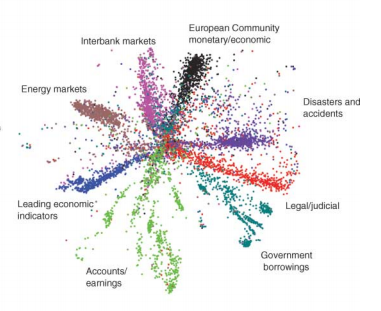 European Community
monetary/economic
Interbank markets
Energy markets
Disasters and
accidents
Leading economic
indicators
Legal/judicial
Government
borrowings
Accounts/
earnings